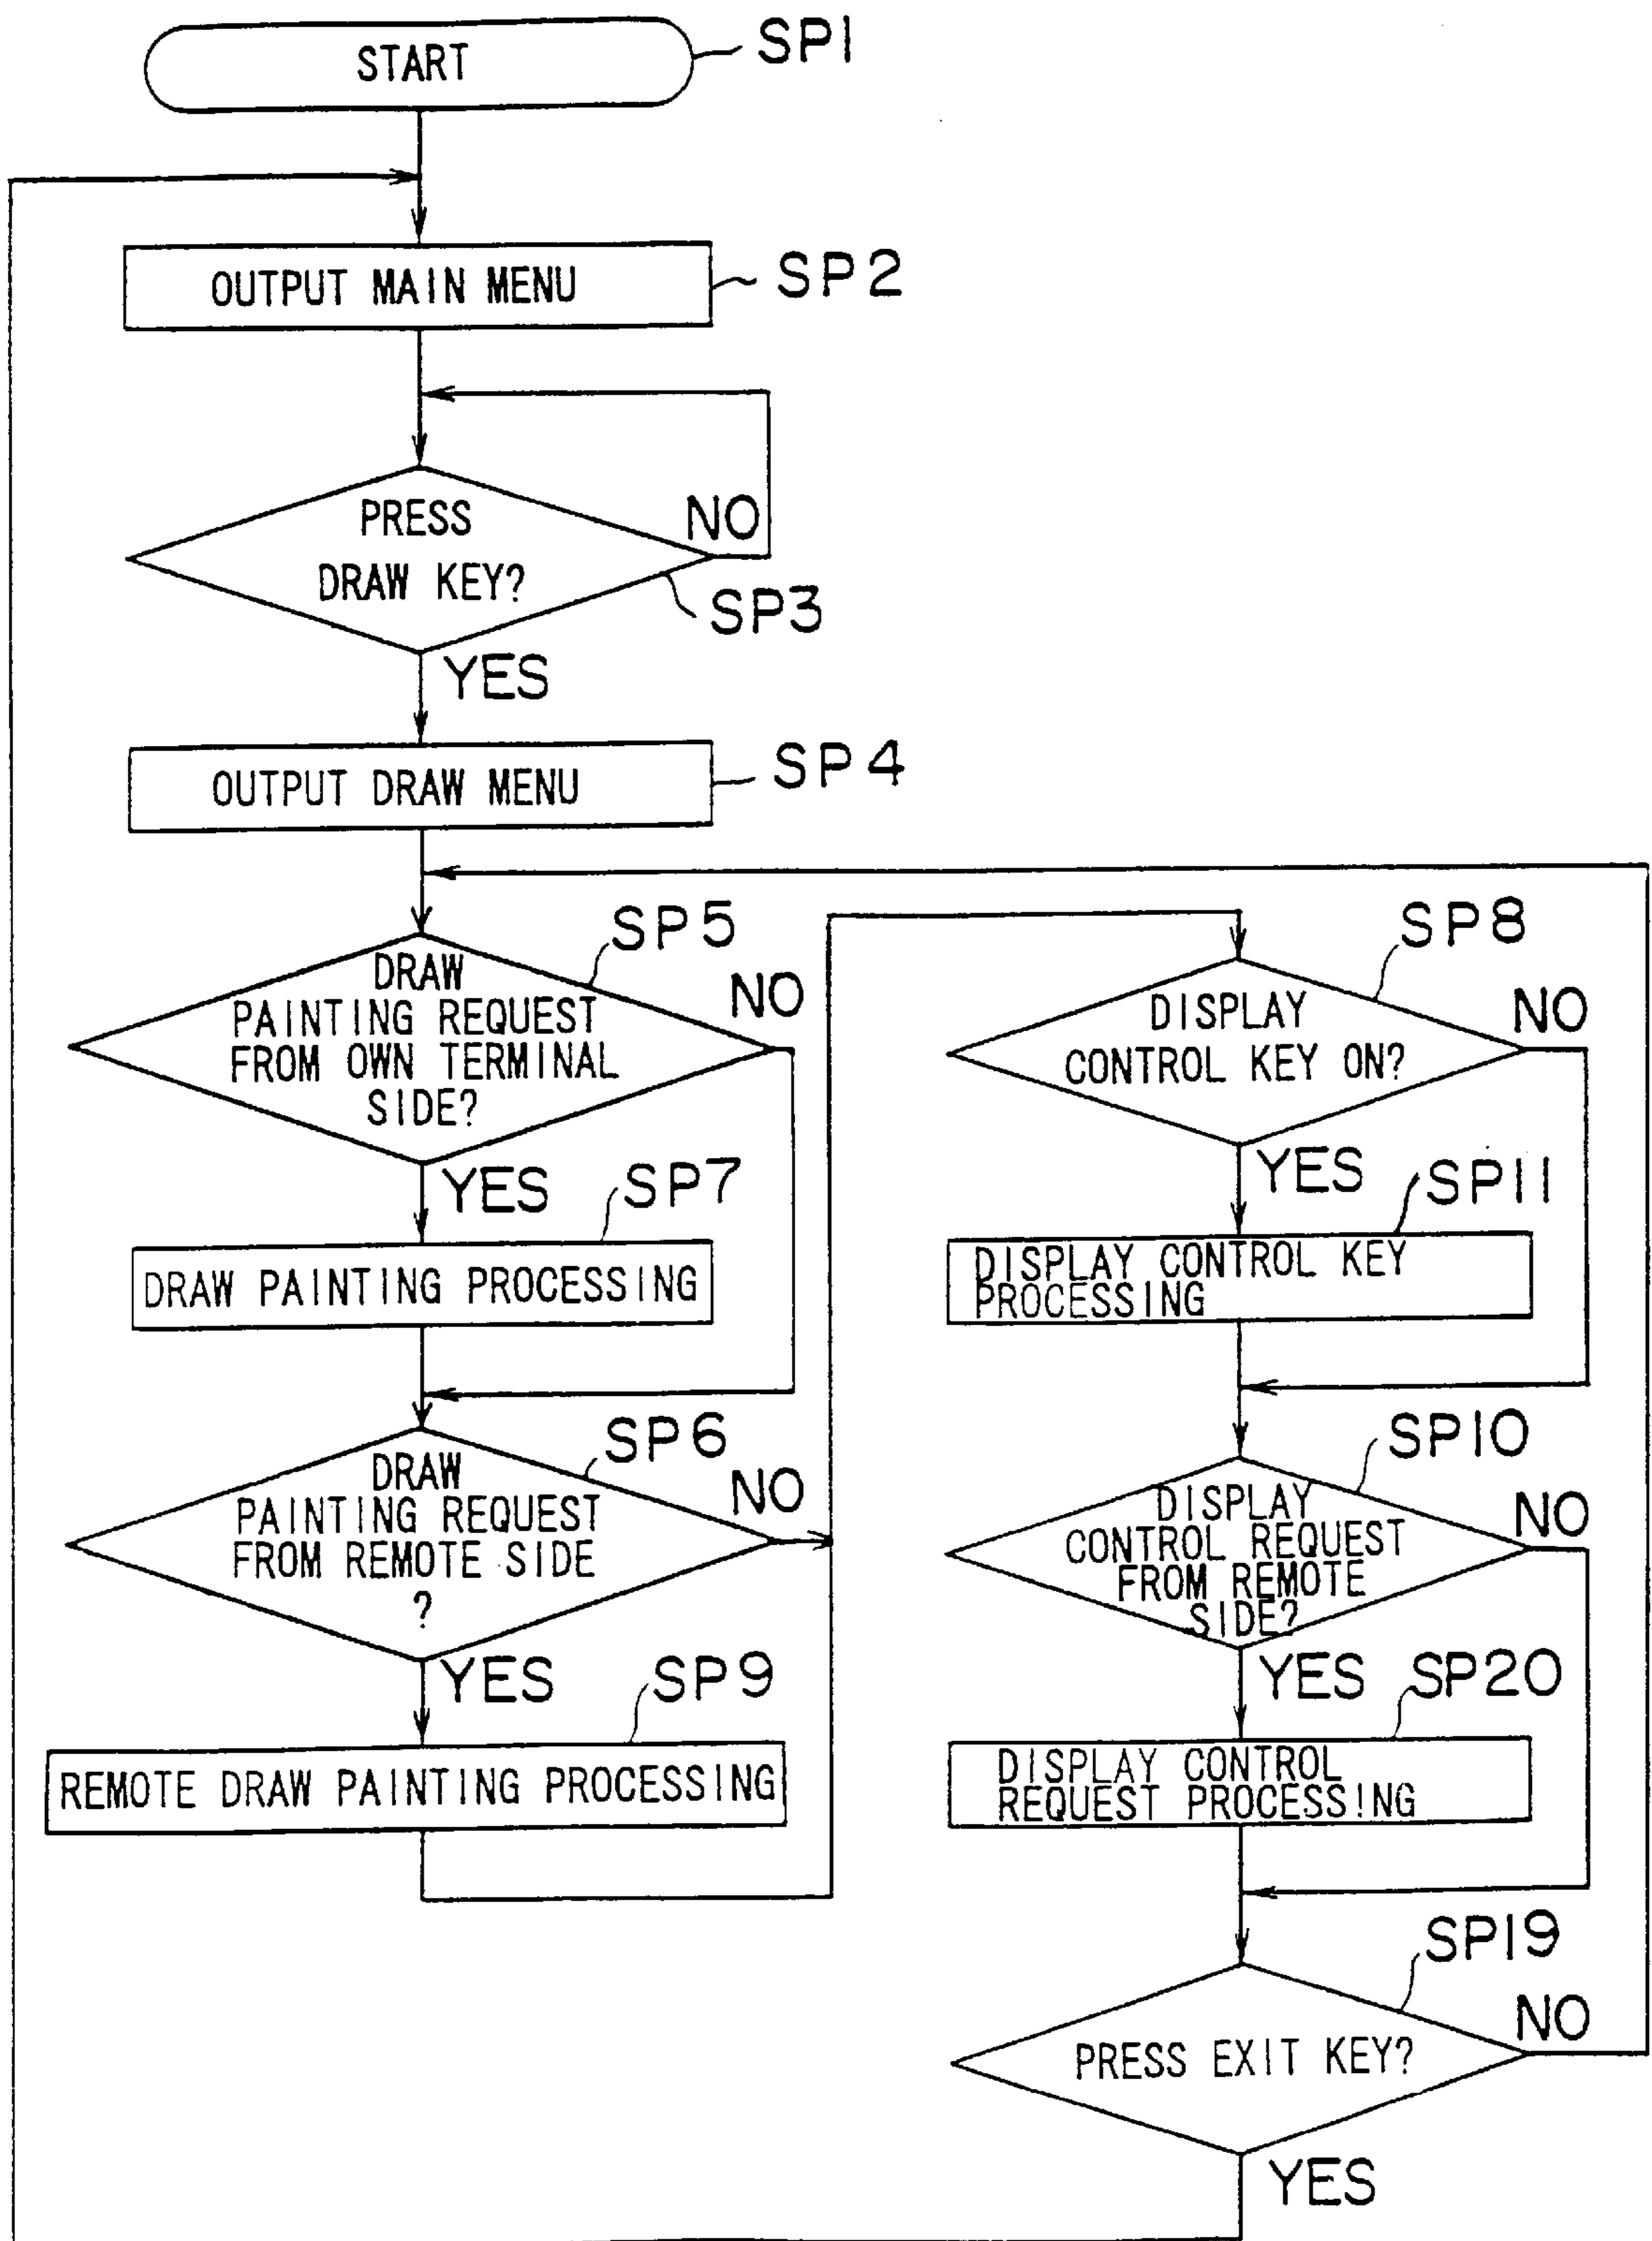 START
SP1
OUTPUT MAIN MENU
SP2
PRESS
DRAW KEY?
NO
SP3
YES
OUTPUT DRAW MENU
SP4
SP5
DRAW
PAINTING REQUEST
FROM OWN TERMINAL
SIDE?
NO
YES
SP7
DRAW PAINTING PROCESSING
SP6
DRAW
PAINTING REQUEST
FROM REMOTE SIDE
?
NO
YES
SP9
REMOTE DRAW PAINTING PROCESSING
SP8
DISPLAY
CONTROL KEY ON?
NO
YES
SP11
DISPLAY CONTROL KEY
PROCESSING
SP10
DISPLAY
CONTROL REQUEST
FROM REMOTE
SIDE?
NO
YES
SP20
DISPLAY CONTROL
REQUEST PROCESSING
SP19
PRESS EXIT KEY?
NO
YES